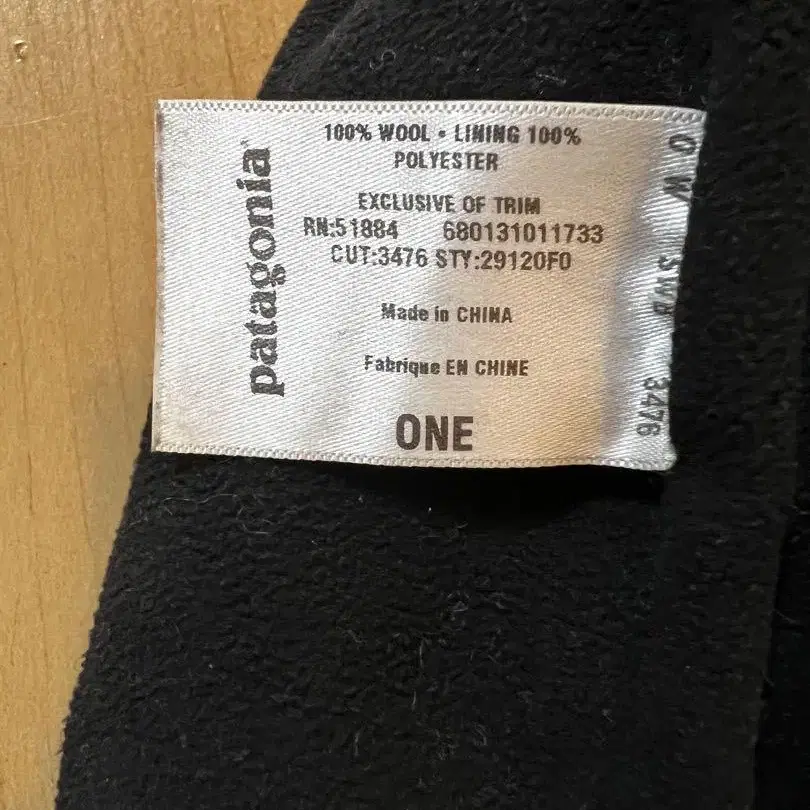 patagonia
100% WOOL • LINING 100%
POLYESTER
EXCLUSIVE OF TRIM
RN:51884 680131011733
CUT:3476 STY:29120F0
Made in CHINA
Fabrique EN CHINE
ONE
O W SWB 3476